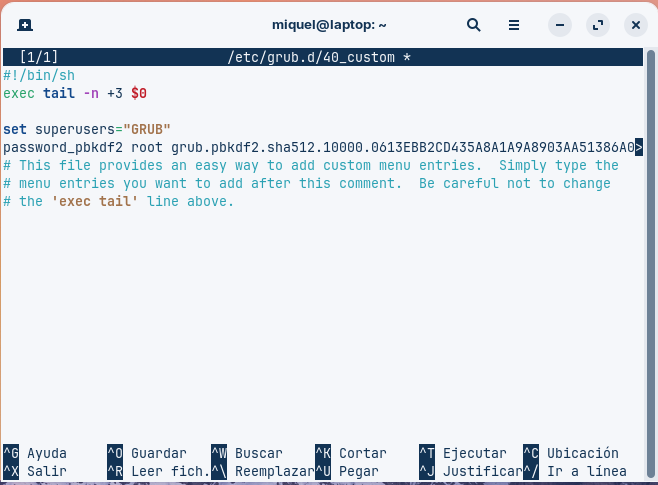 miquel@laptop: ~
[1/1] /etc/grub.d/40_custom *
#!/bin/sh
exec tail -n +3 $0
set superusers="GRUB"
password_pbkdf2 root grub.pbkdf2.sha512.10000.0613EBB2CD435A8A1A9A8903AA51386A0>
# This file provides an easy way to add custom menu entries.  Simply type the
# menu entries you want to add after this comment.  Be careful not to change
# the 'exec tail' line above.
^G Ayuda ^O Guardar ^W Buscar ^K Cortar ^T Ejecutar ^C Ubicación
^X Salir ^R Leer fich. ^\ Reemplazar ^U Pegar ^J Justificar ^/ Ir a línea